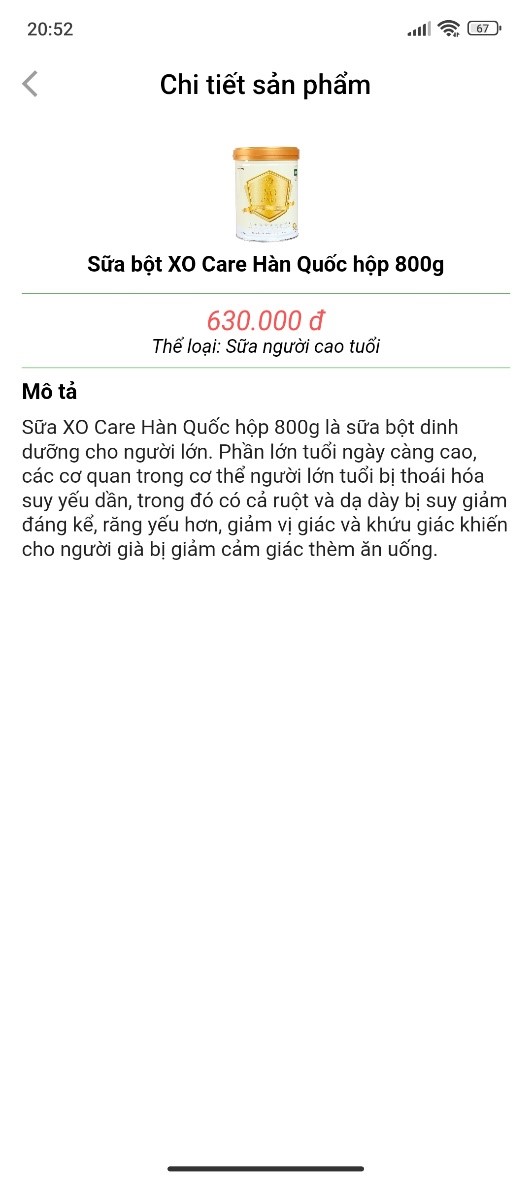 20:52
67
Chi tiết sản phẩm
Sữa bột XO Care Hàn Quốc hộp 800g
630.000 đ
Thể loại: Sữa người cao tuổi
Mô tả
Sữa XO Care Hàn Quốc hộp 800g là sữa bột dinh
dưỡng cho người lớn. Phần lớn tuổi ngày càng cao,
các cơ quan trong cơ thể người lớn tuổi bị thoái hóa
suy yếu dần, trong đó có cả ruột và dạ dày bị suy giảm
đáng kể, răng yếu hơn, giảm vị giác và khứu giác khiến
cho người già bị giảm cảm giác thèm ăn uống.